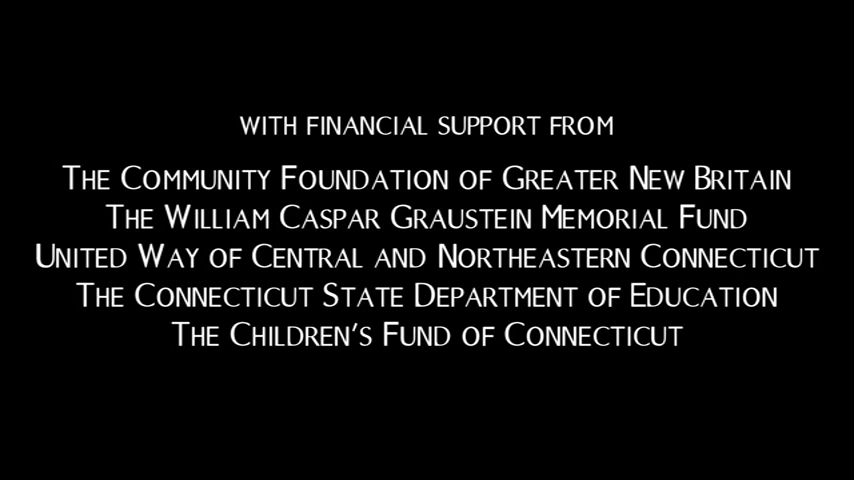 WITH FINANCIAL SUPPORT FROM
THE COMMUNITY FOUNDATION OF GREATER NEW BRITAIN
THE WILLIAM CASPAR GRAUSTEIN MEMORIAL FUND
UNITED WAY OF CENTRAL AND NORTHEASTERN CONNECTICUT
THE CONNECTICUT STATE DEPARTMENT OF EDUCATION
THE CHILDREN'S FUND OF CONNECTICUT